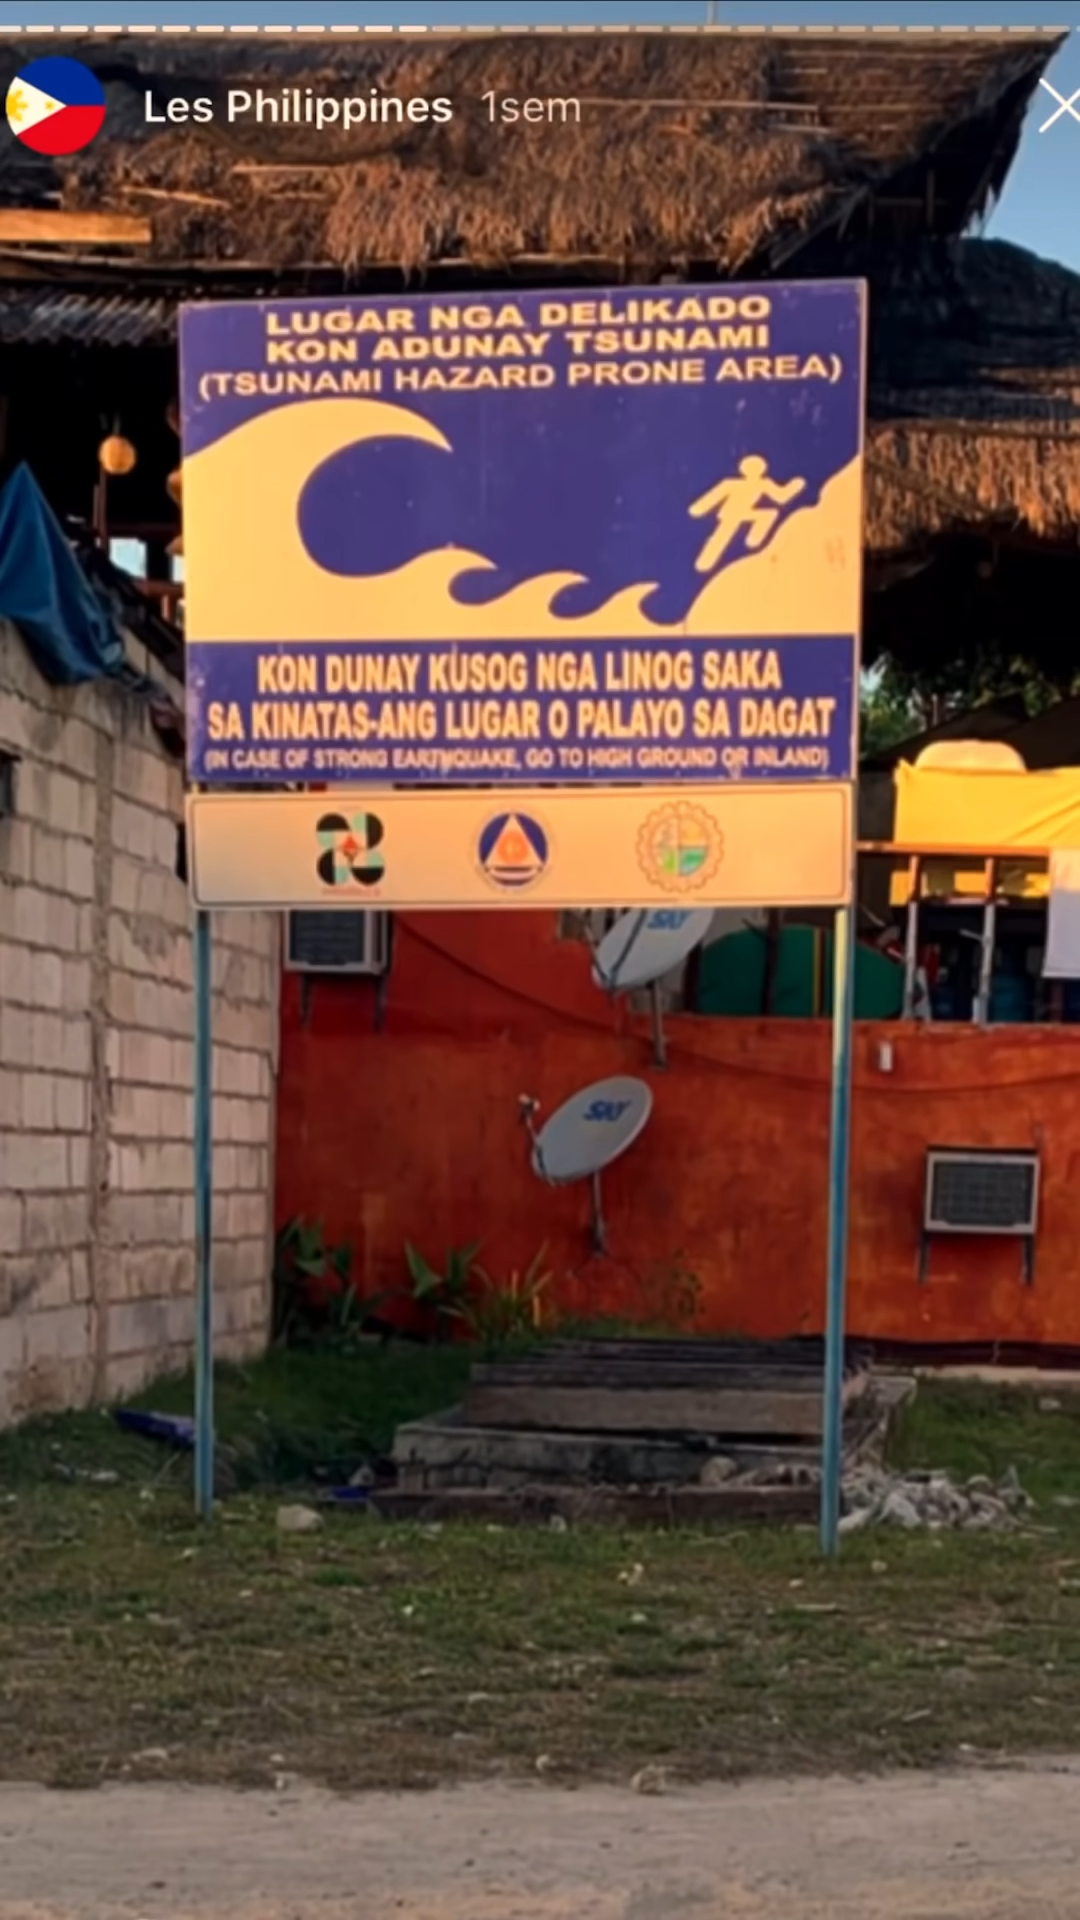 Les Philippines 1sem
LUGAR NGA DELIKADO
KON ADUNAY TSUNAMI
(TSUNAMI HAZARD PRONE AREA)
KON DUNAY KUSOG NGA LINOG SAKA
SA KINATAS-ANG LUGAR O PALAYO SA DAGAT
(IN CASE OF STRONG EARTHQUAKE, GO TO HIGH GROUND OR INLAND)
SKY
SKY